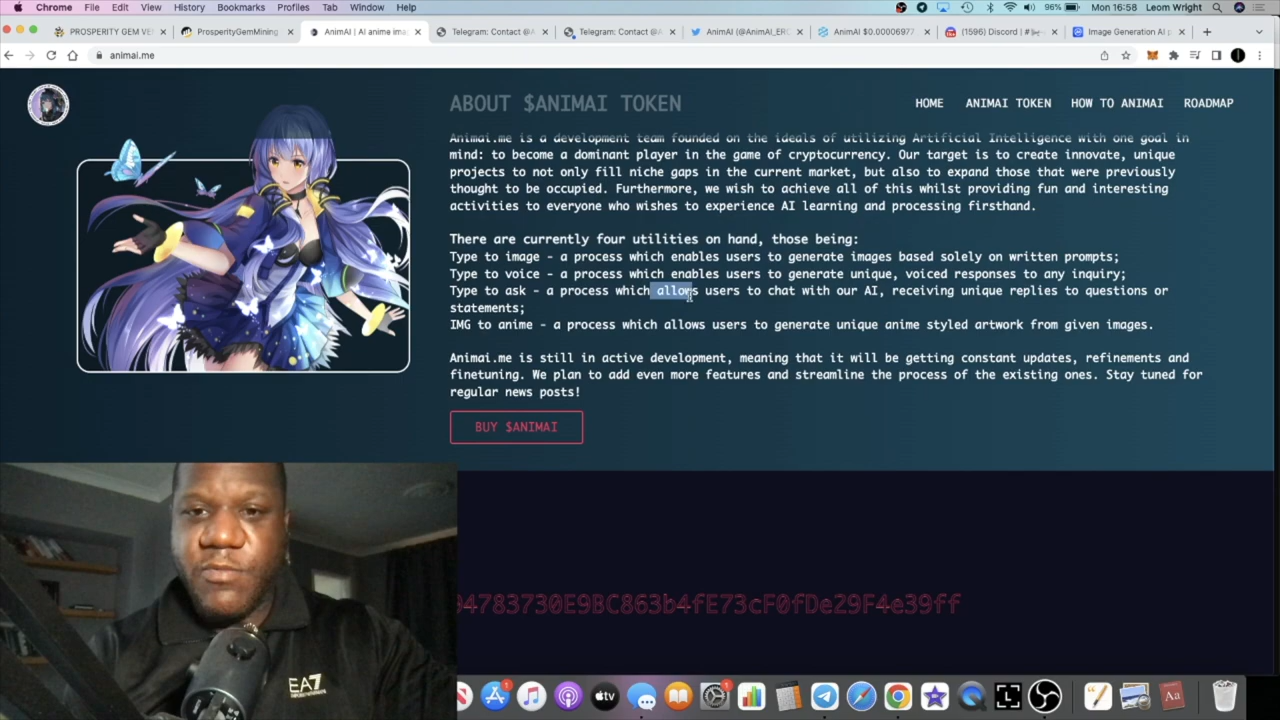 Chrome File Edit View History Bookmarks Profiles Tab Window Help 96% Mon 16:58 Leom Wright
PROSPERITY GEM VE
ProsperityGemMining
AnimAI | AI anime ima
Telegram: Contact @A
Telegram: Contact @A
AnimAI (@AnimAI_ERC
AnimAI $0.00006977
(1596) Discord | #
Image Generation AI
animai.me
ABOUT $ANIMAI TOKEN
HOME ANIMAI TOKEN HOW TO ANIMAI ROADMAP
Animai.me is a development team founded on the ideals of utilizing Artificial Intelligence with one goal in
mind: to become a dominant player in the game of cryptocurrency. Our target is to create innovate, unique
projects to not only fill niche gaps in the current market, but also to expand those that were previously
thought to be occupied. Furthermore, we wish to achieve all of this whilst providing fun and interesting
activities to everyone who wishes to experience AI learning and processing firsthand.
There are currently four utilities on hand, those being:
Type to image - a process which enables users to generate images based solely on written prompts;
Type to voice - a process which enables users to generate unique, voiced responses to any inquiry;
Type to ask - a process which allows users to chat with our AI, receiving unique replies to questions or
statements;
IMG to anime - a process which allows users to generate unique anime styled artwork from given images.
Animai.me is still in active development, meaning that it will be getting constant updates, refinements and
finetuning. We plan to add even more features and streamline the process of the existing ones. Stay tuned for
regular news posts!
BUY $ANIMAI
94783730E9BC863b4fE73cF0fDe29F4e39ff
EA7
tv